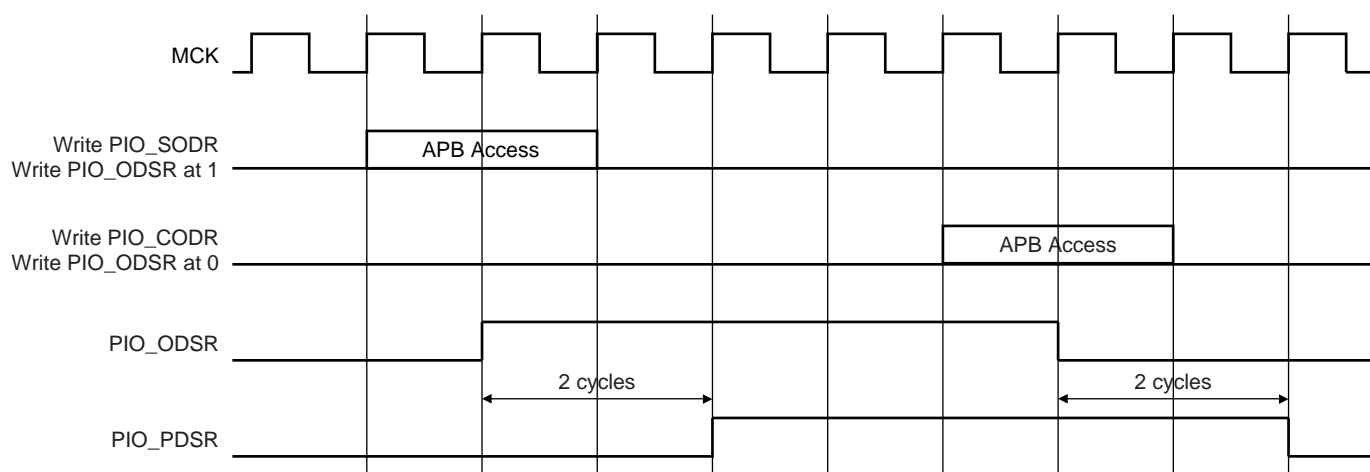 MCK
Write PIO_SODR
Write PIO_ODSR at 1
APB Access
Write PIO_CODR
Write PIO_ODSR at 0
APB Access
PIO_ODSR
2 cycles
2 cycles
PIO_PDSR